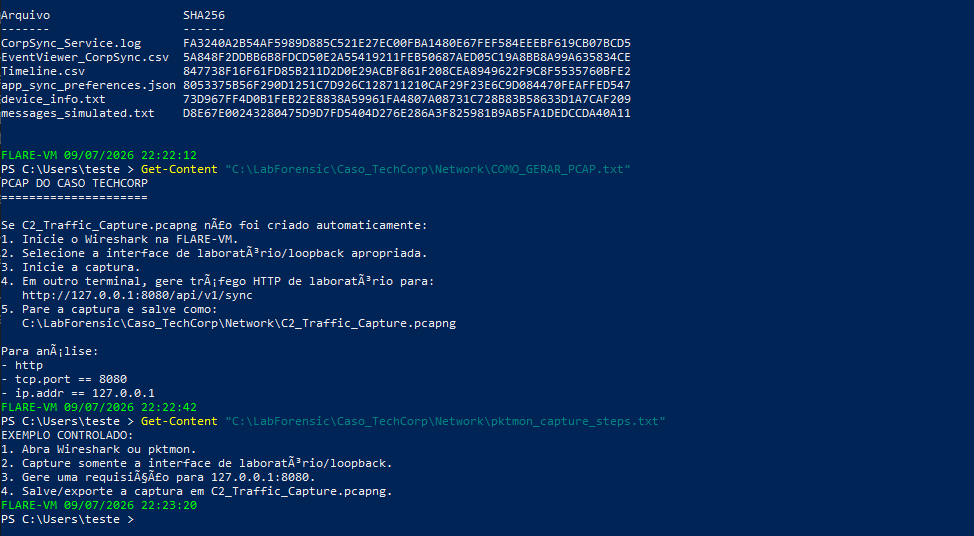 Arquivo                   SHA256
-------                   ------
CorpSync_Service.log      FA3240A2B54AF5989D885C521E27EC00FBA1480E67FEF584EEEBF619CB07BCD5
EventViewer_CorpSync.csv  5A848F2DDBB6B8FDCD50E2A55419211FEB50687AED05C19A8BB8A99A635834CE
Timeline.csv              847738F16F61FD85B211D2D0E29ACBF861F208CEA8949622F9C8F5535760BFE2
app_sync_preferences.json 8053375B56F290D1251C7D926C128711210CAF29F23E6C9D084470FEAFFED547
device_info.txt           73D967FF4D0B1FEB22E8838A59961FA4807A08731C728B83B58633D1A7CAF209
messages_simulated.txt    D8E67E00243280475D9D7FD5404D276E286A3F825981B9AB5FA1DEDCCDA40A11
FLARE-VM 09/07/2026 22:22:12
PS C:\Users\teste > Get-Content "C:\LabForensic\Caso_TechCorp\Network\COMO_GERAR_PCAP.txt"
PCAP DO CASO TECHCORP
=====================
Se C2_Traffic_Capture.pcapng nÃ£o foi criado automaticamente:
1. Inicie o Wireshark na FLARE-VM.
2. Selecione a interface de laboratÃ³rio/loopback apropriada.
3. Inicie a captura.
4. Em outro terminal, gere trÃ¡fego HTTP de laboratÃ³rio para:
   http://127.0.0.1:8080/api/v1/sync
5. Pare a captura e salve como:
   C:\LabForensic\Caso_TechCorp\Network\C2_Traffic_Capture.pcapng
Para anÃ¡lise:
- http
- tcp.port == 8080
- ip.addr == 127.0.0.1
FLARE-VM 09/07/2026 22:22:42
PS C:\Users\teste > Get-Content "C:\LabForensic\Caso_TechCorp\Network\pktmon_capture_steps.txt"
EXEMPLO CONTROLADO:
1. Abra Wireshark ou pktmon.
2. Capture somente a interface de laboratÃ³rio/loopback.
3. Gere uma requisiÃ§Ã£o para 127.0.0.1:8080.
4. Salve/exporte a captura em C2_Traffic_Capture.pcapng.
FLARE-VM 09/07/2026 22:23:20
PS C:\Users\teste >